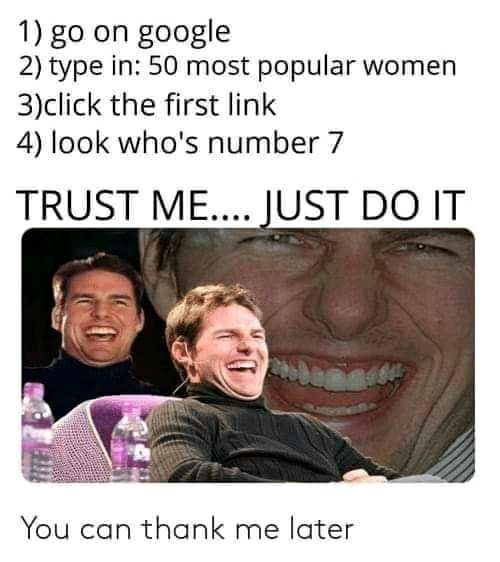 1) go on google
2) type in: 50 most popular women
3)click the first link
4) look who's number 7
TRUST ME.... JUST DO IT
You can thank me later